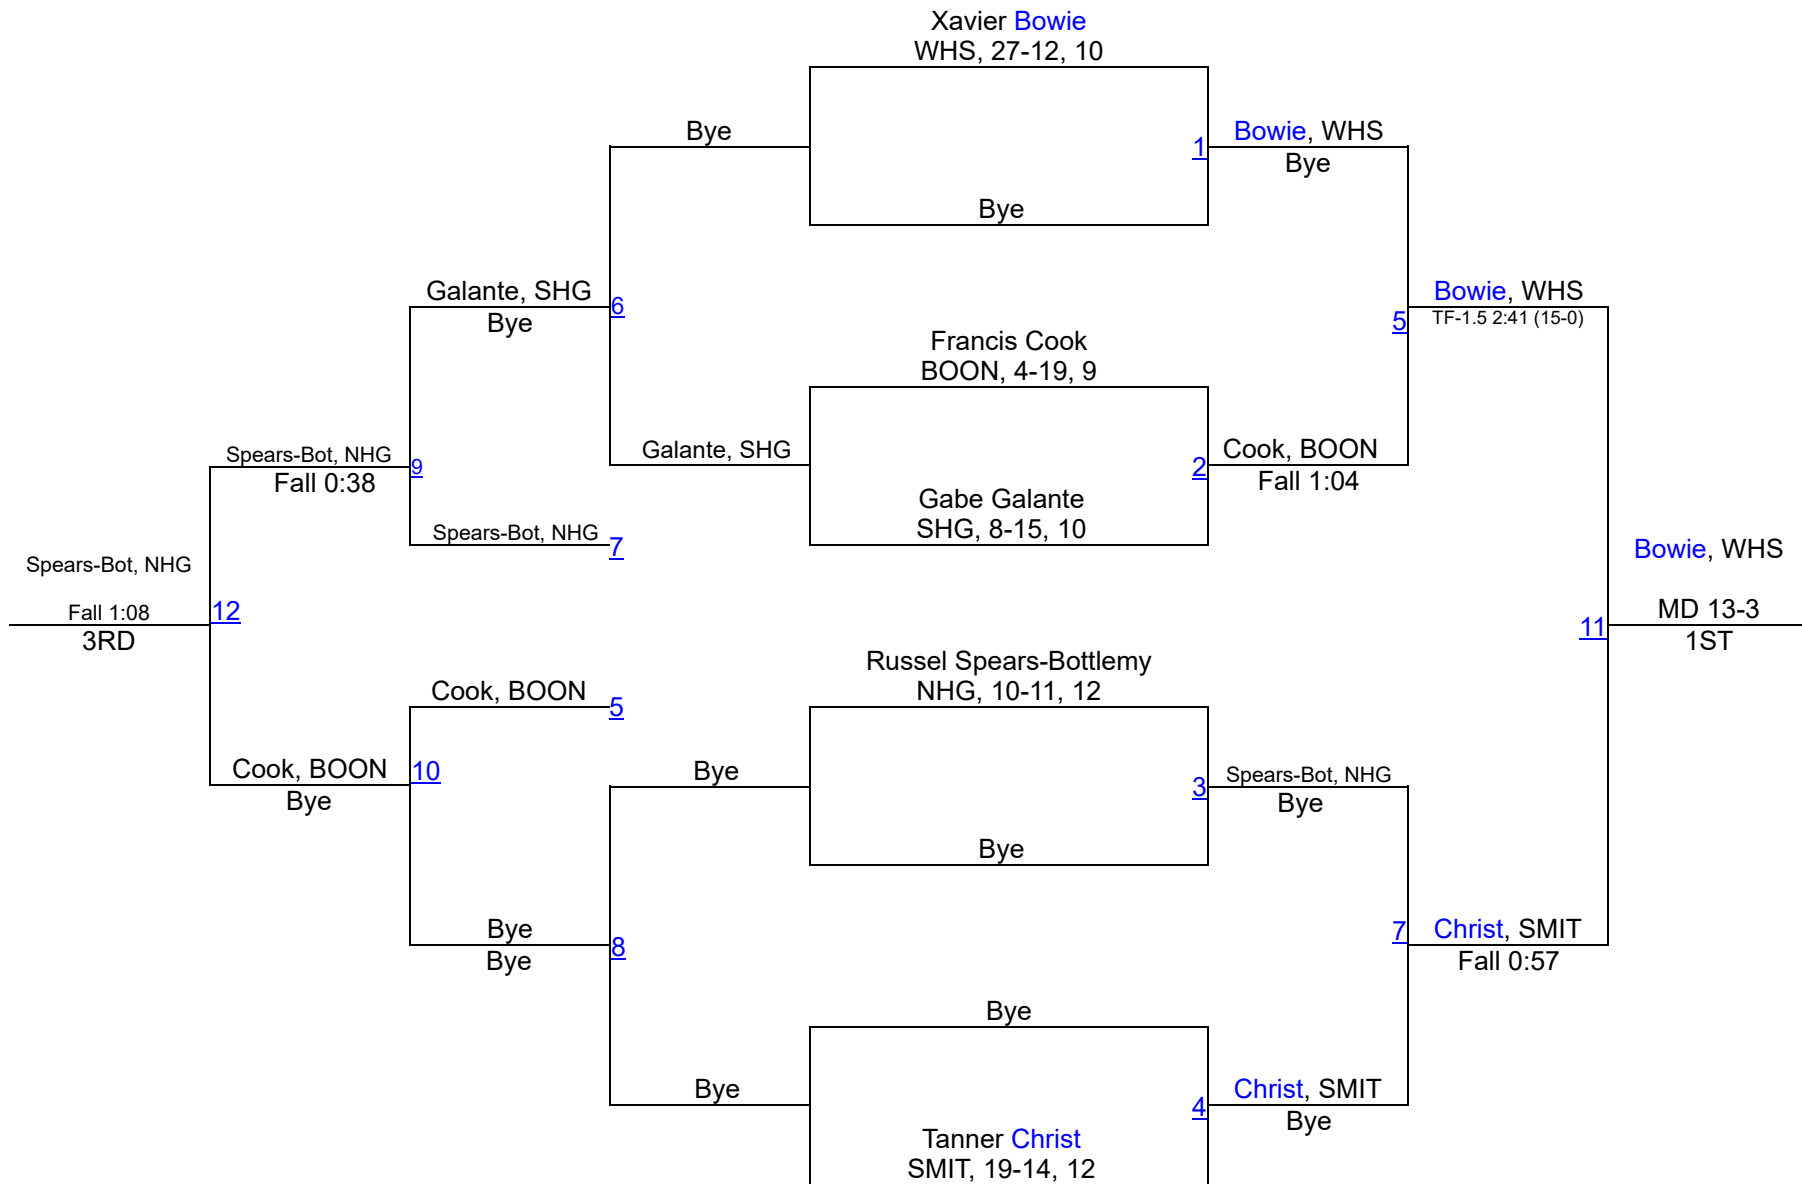 Xavier Bowie
WHS, 27-12, 10
Bye
1
Bowie, WHS
Bye
Bye
Galante, SHG
Bye
6
Bowie, WHS
TF-1.5 2:41 (15-0)
5
Francis Cook
BOON, 4-19, 9
Spears-Bot, NHG
Fall 0:38
9
Galante, SHG
2
Cook, BOON
Fall 1:04
Gabe Galante
SHG, 8-15, 10
Spears-Bot, NHG
7
Spears-Bot, NHG
Fall 1:08
3RD
12
Bowie, WHS
MD 13-3
1ST
11
Russel Spears-Bottlemy
NHG, 10-11, 12
Cook, BOON
5
Cook, BOON
Bye
10
Bye
3
Spears-Bot, NHG
Bye
Bye
Bye
Bye
8
7
Christ, SMIT
Fall 0:57
Bye
Bye
4
Christ, SMIT
Bye
Tanner Christ
SMIT, 19-14, 12